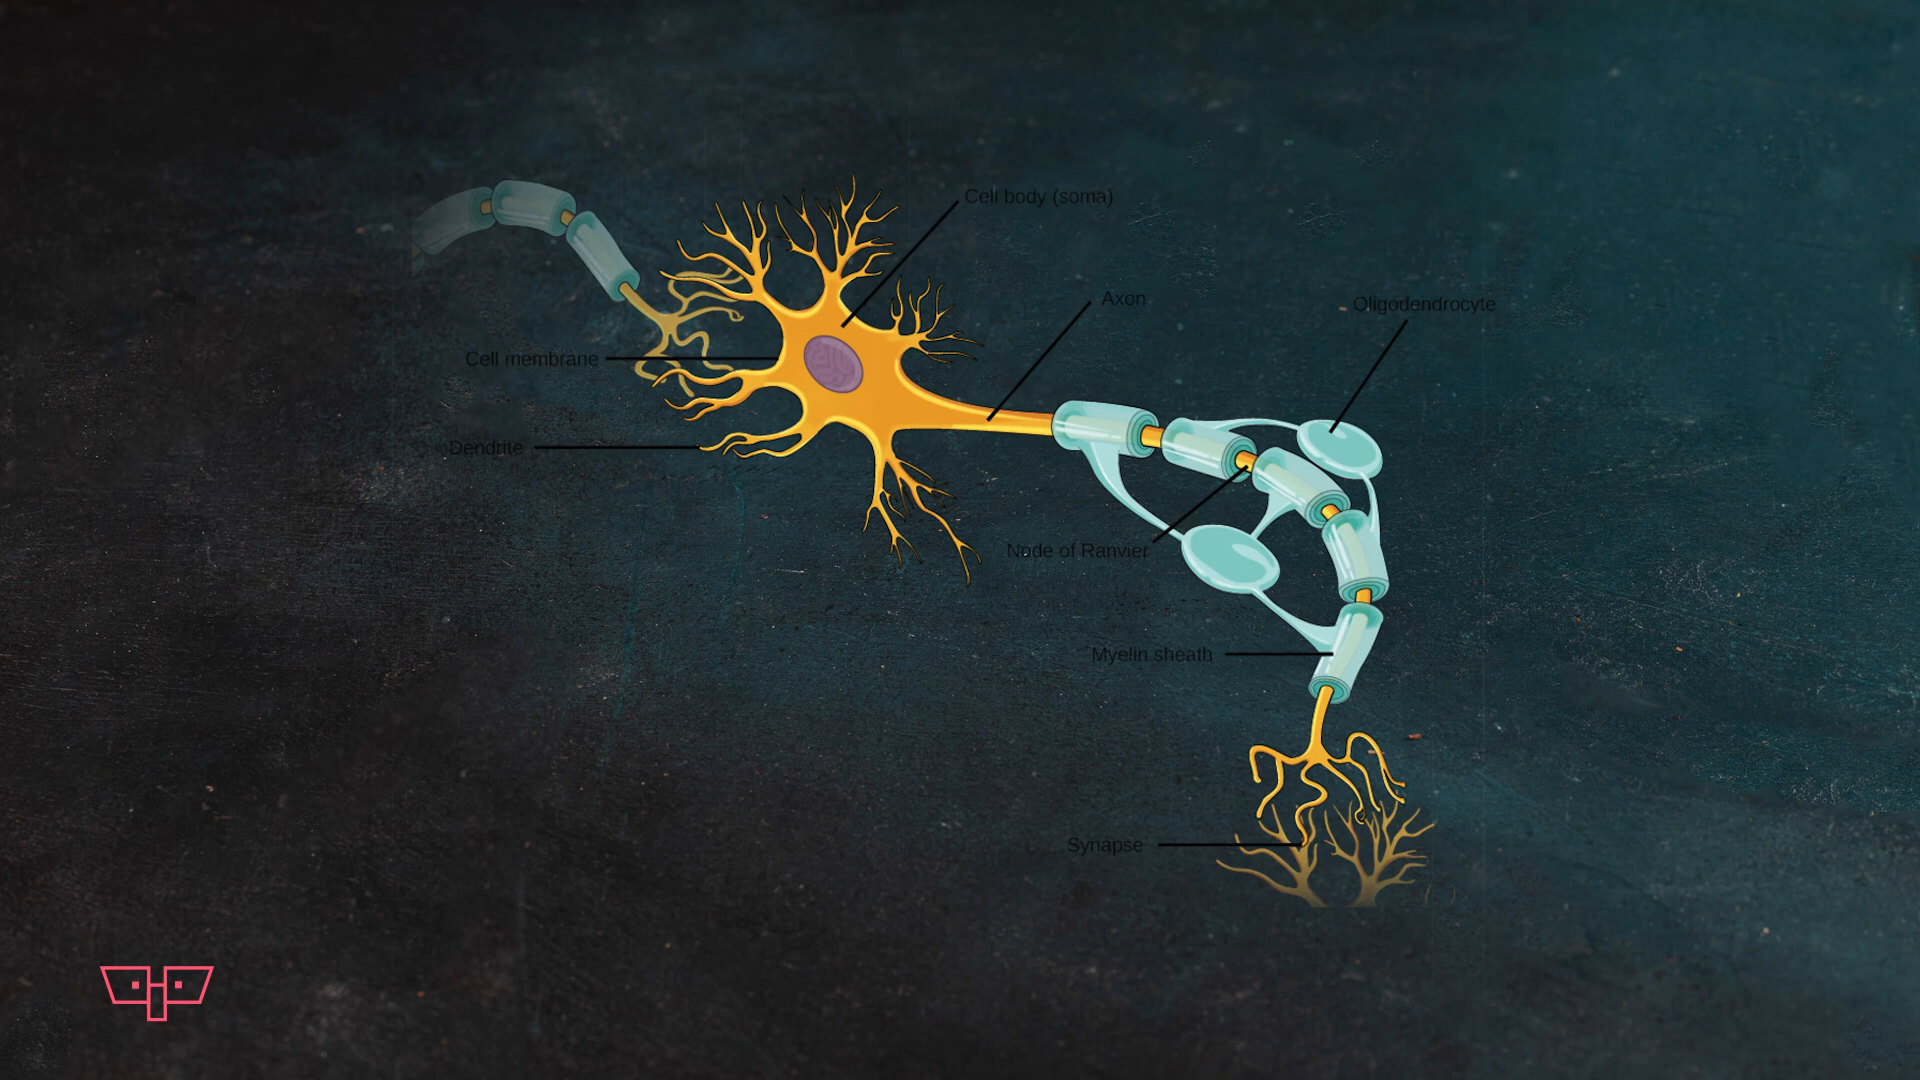 Cell body (soma)
Axon
Oligodendrocyte
Cell membrane
Dendrite
Node of Ranvier
Myelin sheath
Synapse